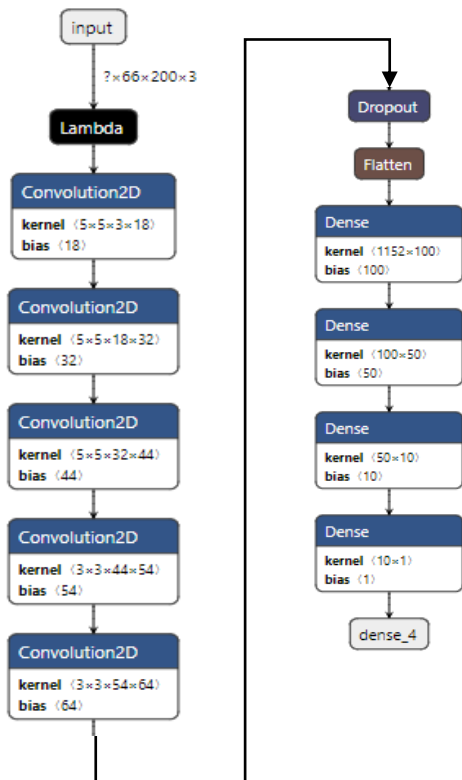 input
?×66×200×3
Lambda
Convolution2D
kernel ⟨5×5×3×18⟩
bias ⟨18⟩
Convolution2D
kernel ⟨5×5×18×32⟩
bias ⟨32⟩
Convolution2D
kernel ⟨5×5×32×44⟩
bias ⟨44⟩
Convolution2D
kernel ⟨3×3×44×54⟩
bias ⟨54⟩
Convolution2D
kernel ⟨3×3×54×64⟩
bias ⟨64⟩
Dropout
Flatten
Dense
kernel ⟨1152×100⟩
bias ⟨100⟩
Dense
kernel ⟨100×50⟩
bias ⟨50⟩
Dense
kernel ⟨50×10⟩
bias ⟨10⟩
Dense
kernel ⟨10×1⟩
bias ⟨1⟩
dense_4